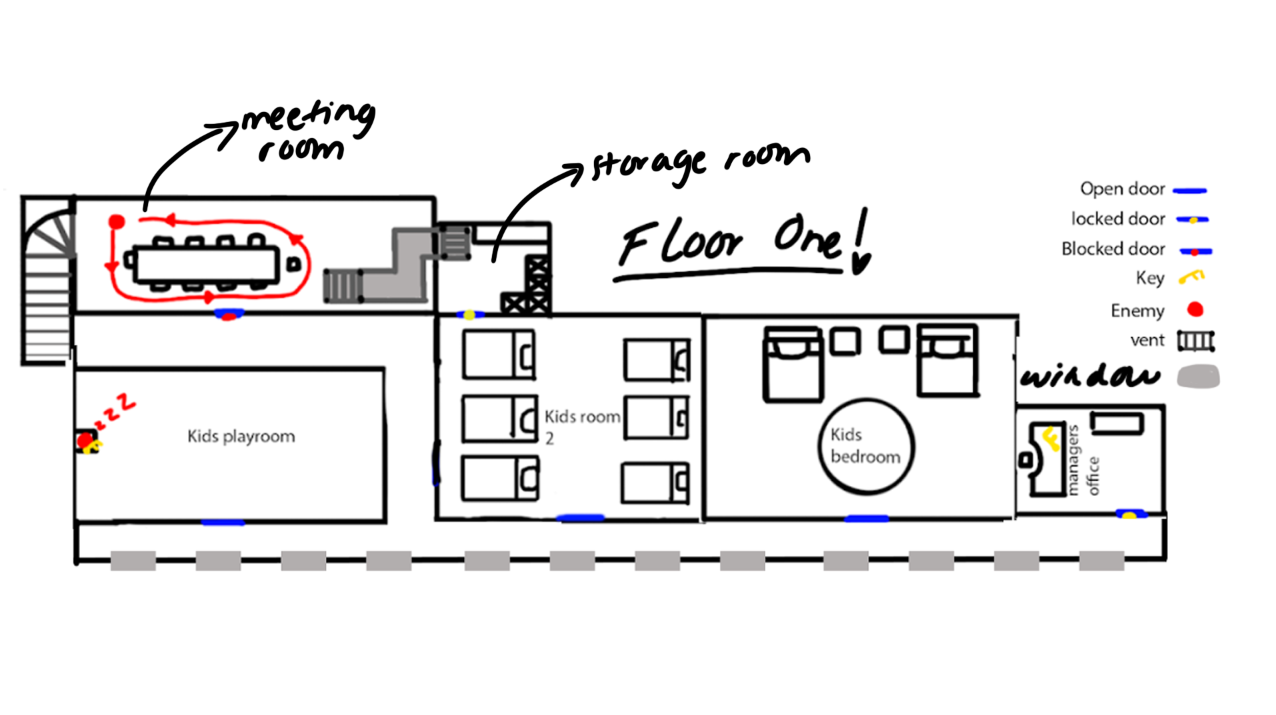 meeting
room
storage room
Floor One!
Open door
locked door
Blocked door
Key
Enemy
vent
window
zzz
Kids playroom
Kids room
2
Kids
bedroom
managers
office